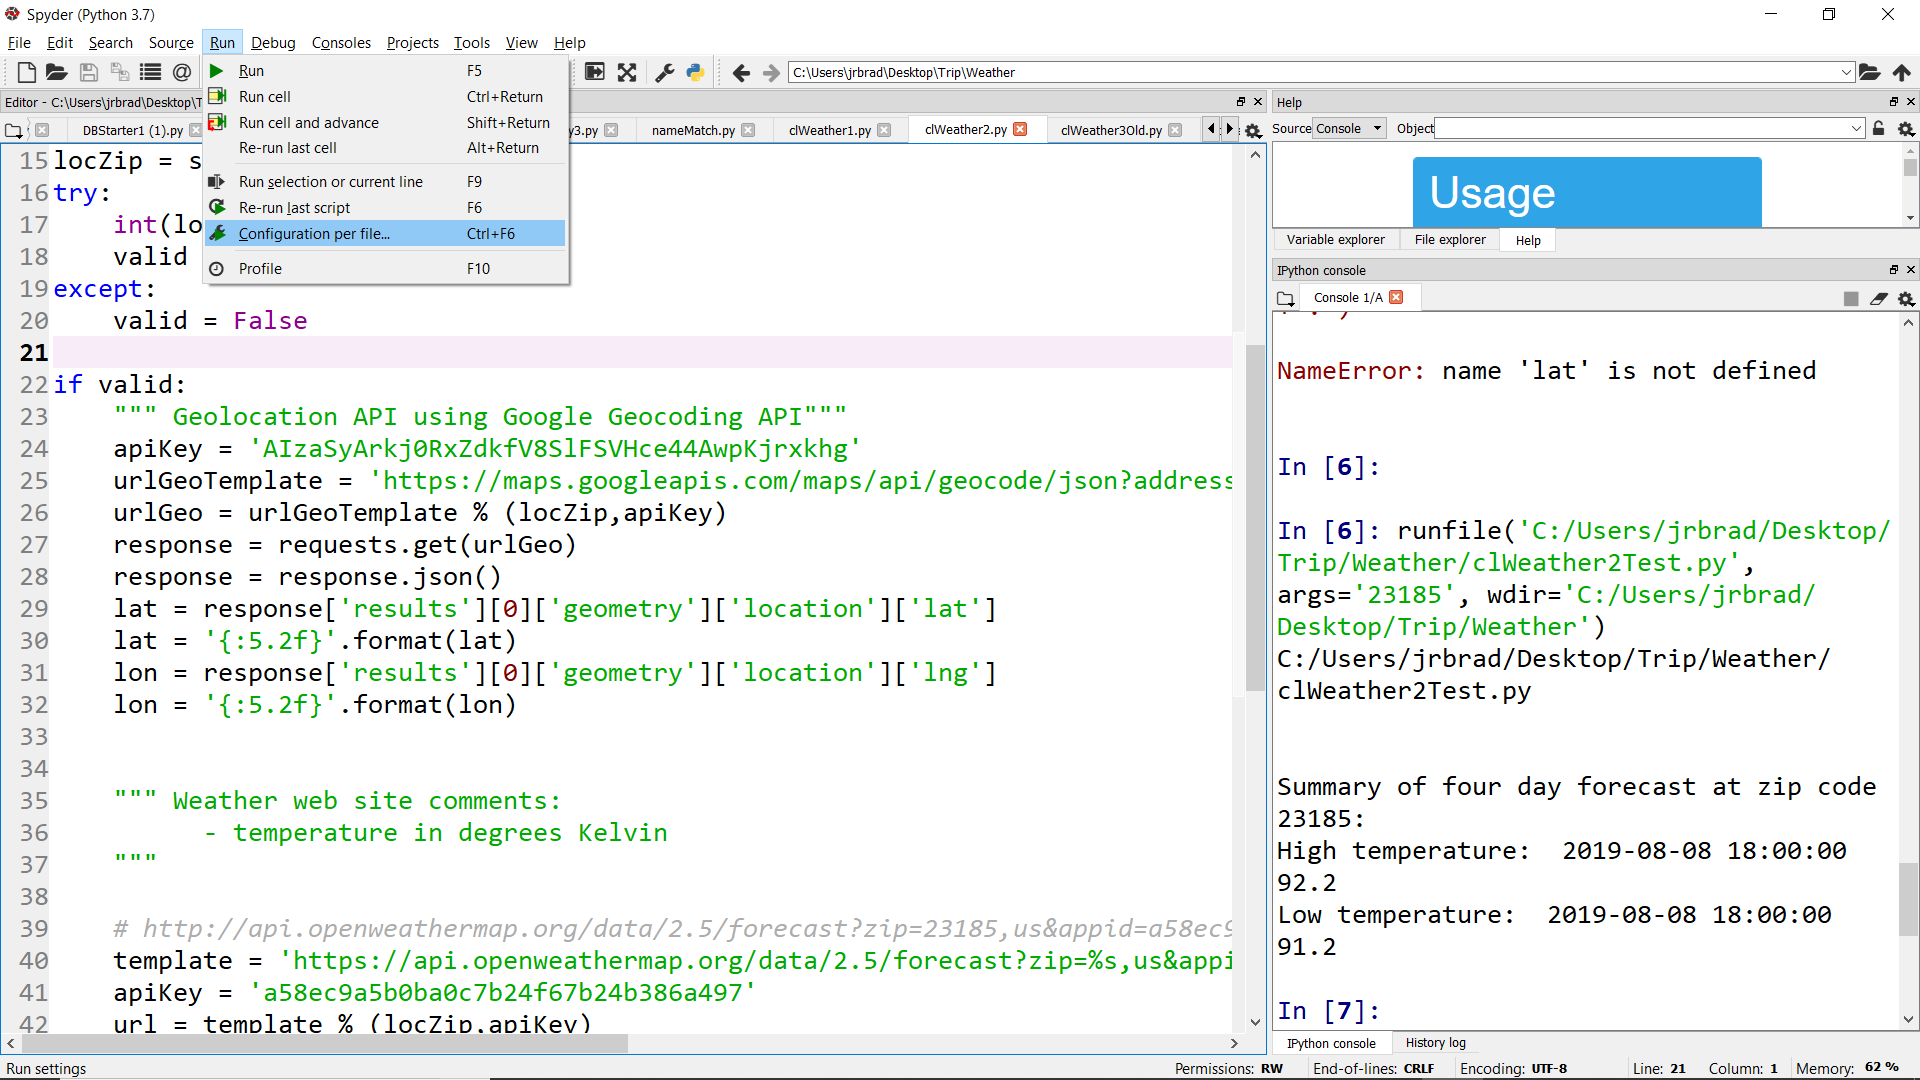 Spyder (Python 3.7)
File Edit Search Source Run Debug Consoles Projects Tools View Help
C:\Users\jrbrad\Desktop\Trip\Weather
Run F5
Run cell Ctrl+Return
Run cell and advance Shift+Return
Re-run last cell Alt+Return
Run selection or current line F9
Re-run last script F6
Configuration per file... Ctrl+F6
Profile F10
Editor - C:\Users\jrbrad\Desktop\T
DBStarter1 (1).py y3.py nameMatch.py clWeather1.py clWeather2.py clWeather3Old.py
15 locZip = s
16 try:
17 int(lo
18 valid
19 except:
20 valid = False
21
22 if valid:
23 """ Geolocation API using Google Geocoding API"""
24 apiKey = 'AIzaSyArkj0RxZdkfV8SlFSVHce44AwpKjrxkhg'
25 urlGeoTemplate = 'https://maps.googleapis.com/maps/api/geocode/json?address
26 urlGeo = urlGeoTemplate % (locZip,apiKey)
27 response = requests.get(urlGeo)
28 response = response.json()
29 lat = response['results'][0]['geometry']['location']['lat']
30 lat = '{:5.2f}'.format(lat)
31 lon = response['results'][0]['geometry']['location']['lng']
32 lon = '{:5.2f}'.format(lon)
33
34
35 """ Weather web site comments:
36 - temperature in degrees Kelvin
37 """
38
39 # http://api.openweathermap.org/data/2.5/forecast?zip=23185,us&appid=a58ec9
40 template = 'https://api.openweathermap.org/data/2.5/forecast?zip=%s,us&appi
41 apiKey = 'a58ec9a5b0ba0c7b24f67b24b386a497'
42 url = template % (locZip,apiKey)
Help
Source Console Object
Usage
Variable explorer File explorer Help
IPython console
Console 1/A
NameError: name 'lat' is not defined
In [6]:
In [6]: runfile('C:/Users/jrbrad/Desktop/
Trip/Weather/clWeather2Test.py',
args='23185', wdir='C:/Users/jrbrad/
Desktop/Trip/Weather')
C:/Users/jrbrad/Desktop/Trip/Weather/
clWeather2Test.py
Summary of four day forecast at zip code
23185:
High temperature: 2019-08-08 18:00:00
92.2
Low temperature: 2019-08-08 18:00:00
91.2
In [7]:
IPython console History log
Run settings
Permissions: RW End-of-lines: CRLF Encoding: UTF-8 Line: 21 Column: 1 Memory: 62 %